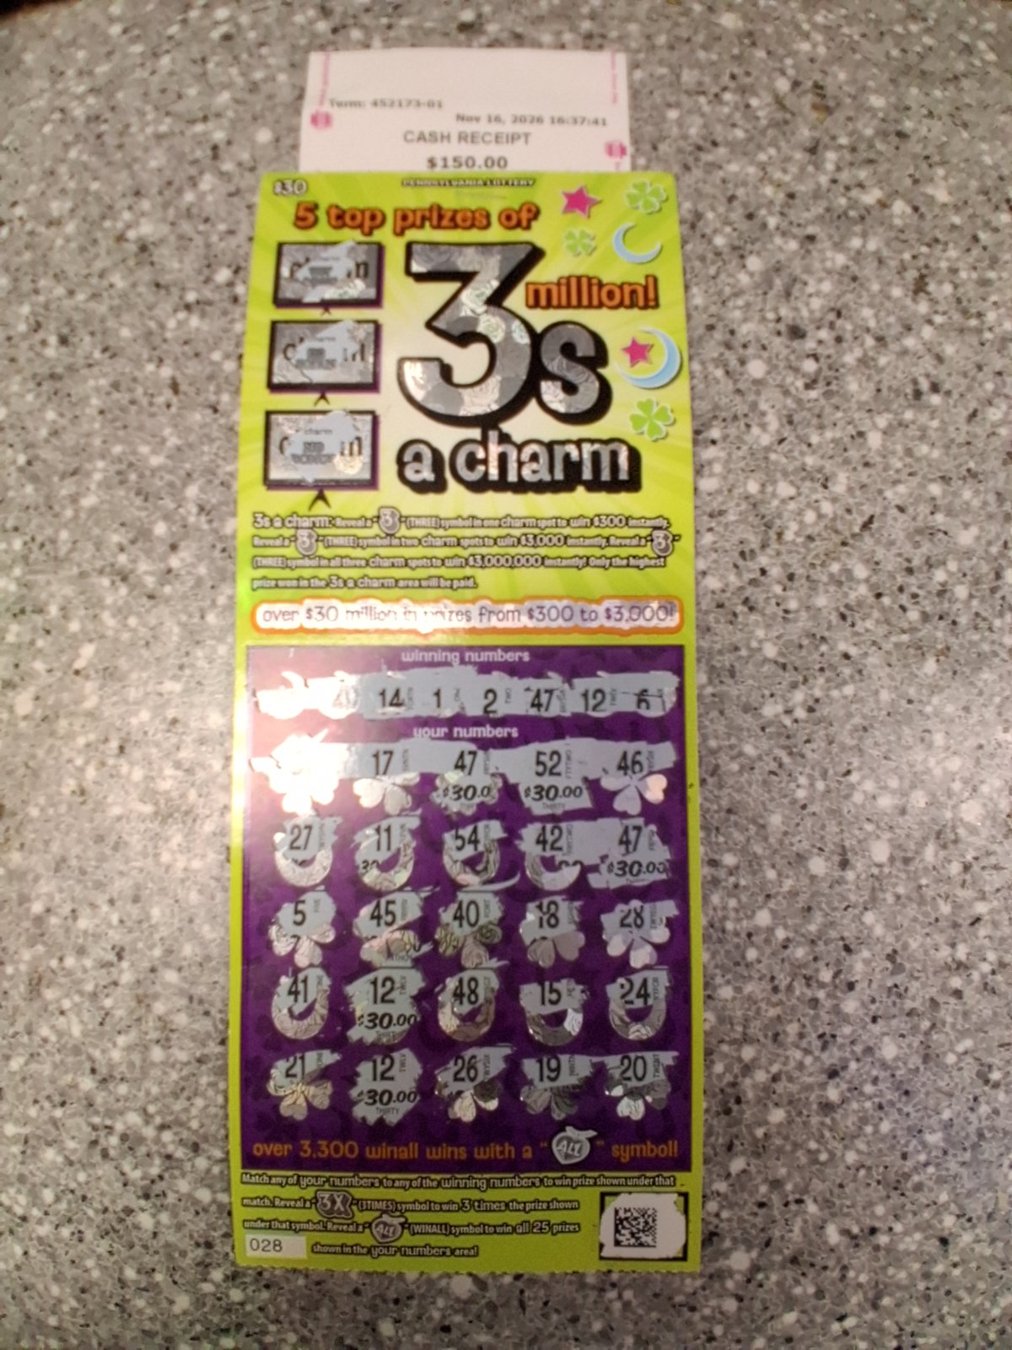 Term: 452173-01
Nov 16, 2026 16:37:41
CASH RECEIPT
$150.00
$30
PENNSYLVANIA LOTTERY
5 top prizes of
3s
million!
a charm
charm
3s a charm: Reveal a "3" (THREE) symbol in one charm spot to win $300 instantly.
Reveal a "3" (THREE) symbol in two charm spots to win $3,000 instantly. Reveal a "3"
(THREE) symbol in all three charm spots to win $3,000,000 instantly! Only the highest
prize won in the 3s a charm area will be paid.
over $30 million in prizes from $300 to $3,000!
winning numbers
14 1 2 47 12 6
your numbers
17 47 52 46
$30.0 $30.00
THIRTY
27 11 54 42 47
$30.00
5 45 40 18 28
41 12 48 15 24
$30.00
21 12 26 19 20
$30.00
THIRTY
over 3,300 winall wins with a "ALL" symbol!
Match any of your numbers to any of the winning numbers to win prize shown under that
match. Reveal a "3X" (3TIMES) symbol to win 3 times the prize shown
under that symbol. Reveal a "ALL" (WINALL) symbol to win all 25 prizes
028 shown in the your numbers area!